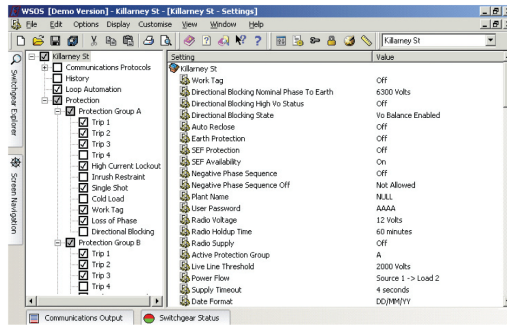 WSOS [Demo Version] - Killarney St - [Killarney St - Settings]
File Edit Options Display Customise View Window Help
Killarney St
Switchgear Explorer
Screen Navigation
Killarney St
Communications Protocols
History
Loop Automation
Protection
Protection Group A
Trip 1
Trip 2
Trip 3
Trip 4
High Current Lockout
Inrush Restraint
Single Shot
Cold Load
Work Tag
Loss of Phase
Directional Blocking
Protection Group B
Trip 1
Trip 2
Trip 3
Trip 4
Setting Value
Killarney St
Work Tag Off
Directional Blocking Nominal Phase To Earth 6300 Volts
Directional Blocking High Vo Status Off
Directional Blocking State Vo Balance Enabled
Auto Reclose Off
Earth Protection Off
SEF Protection Off
SEF Availability On
Negative Phase Sequence Off
Negative Phase Sequence Off Not Allowed
Plant Name NULL
User Password AAAA
Radio Voltage 12 Volts
Radio Holdup Time 60 minutes
Radio Supply Off
Active Protection Group A
Live Line Threshold 2000 Volts
Power Flow Source 1 -> Load 2
Supply Timeout 4 seconds
Date Format DD/MM/YY
Communications Output Switchgear Status